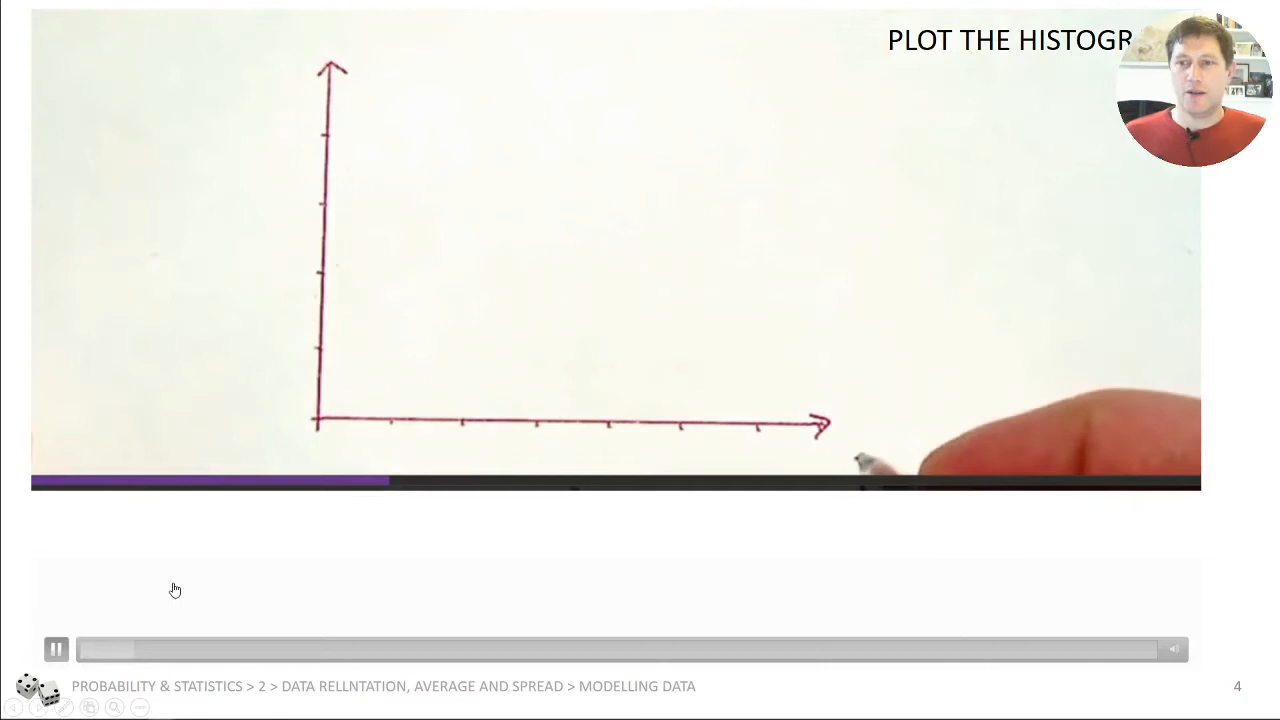 PLOT THE HISTOGR
PROBABILITY & STATISTICS > 2 > DATA RELLNTATION, AVERAGE AND SPREAD > MODELLING DATA
4